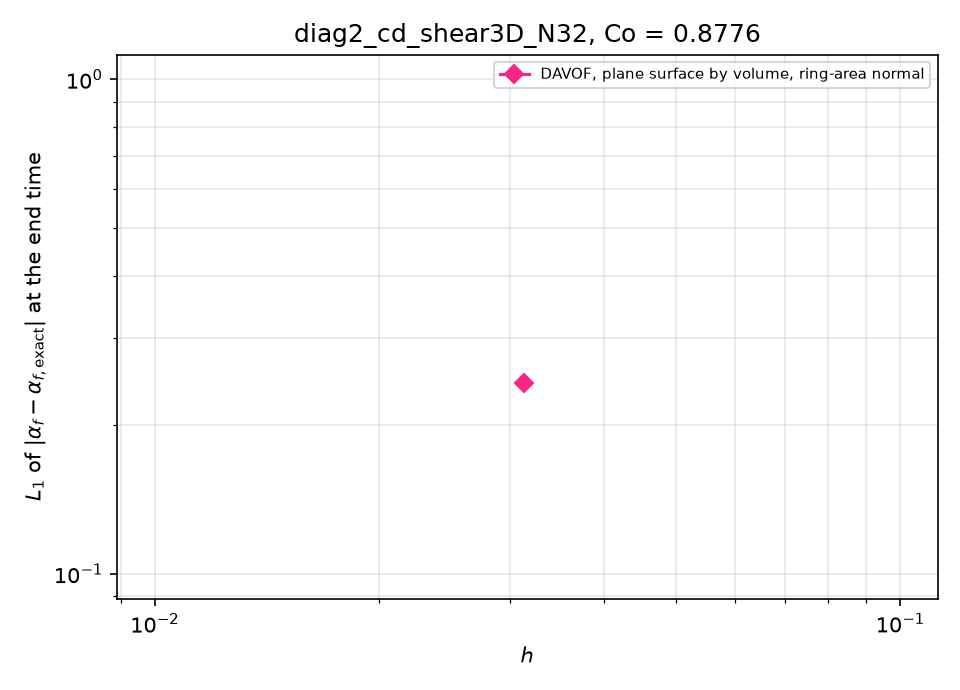 diag2_cd_shear3D_N32, Co = 0.8776
DAVOF, plane surface by volume, ring-area normal
10⁰
10⁻¹
L₁ of |α_f − α_{f,exact}| at the end time
10⁻²
10⁻¹
h